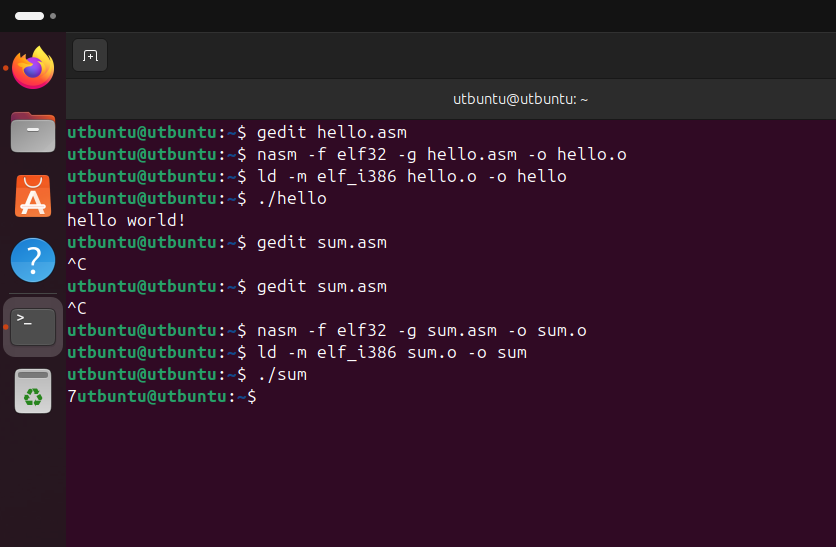 utbuntu@utbuntu: ~
utbuntu@utbuntu:~$ gedit hello.asm
utbuntu@utbuntu:~$ nasm -f elf32 -g hello.asm -o hello.o
utbuntu@utbuntu:~$ ld -m elf_i386 hello.o -o hello
utbuntu@utbuntu:~$ ./hello
hello world!
utbuntu@utbuntu:~$ gedit sum.asm
^C
utbuntu@utbuntu:~$ gedit sum.asm
^C
utbuntu@utbuntu:~$ nasm -f elf32 -g sum.asm -o sum.o
utbuntu@utbuntu:~$ ld -m elf_i386 sum.o -o sum
utbuntu@utbuntu:~$ ./sum
7utbuntu@utbuntu:~$